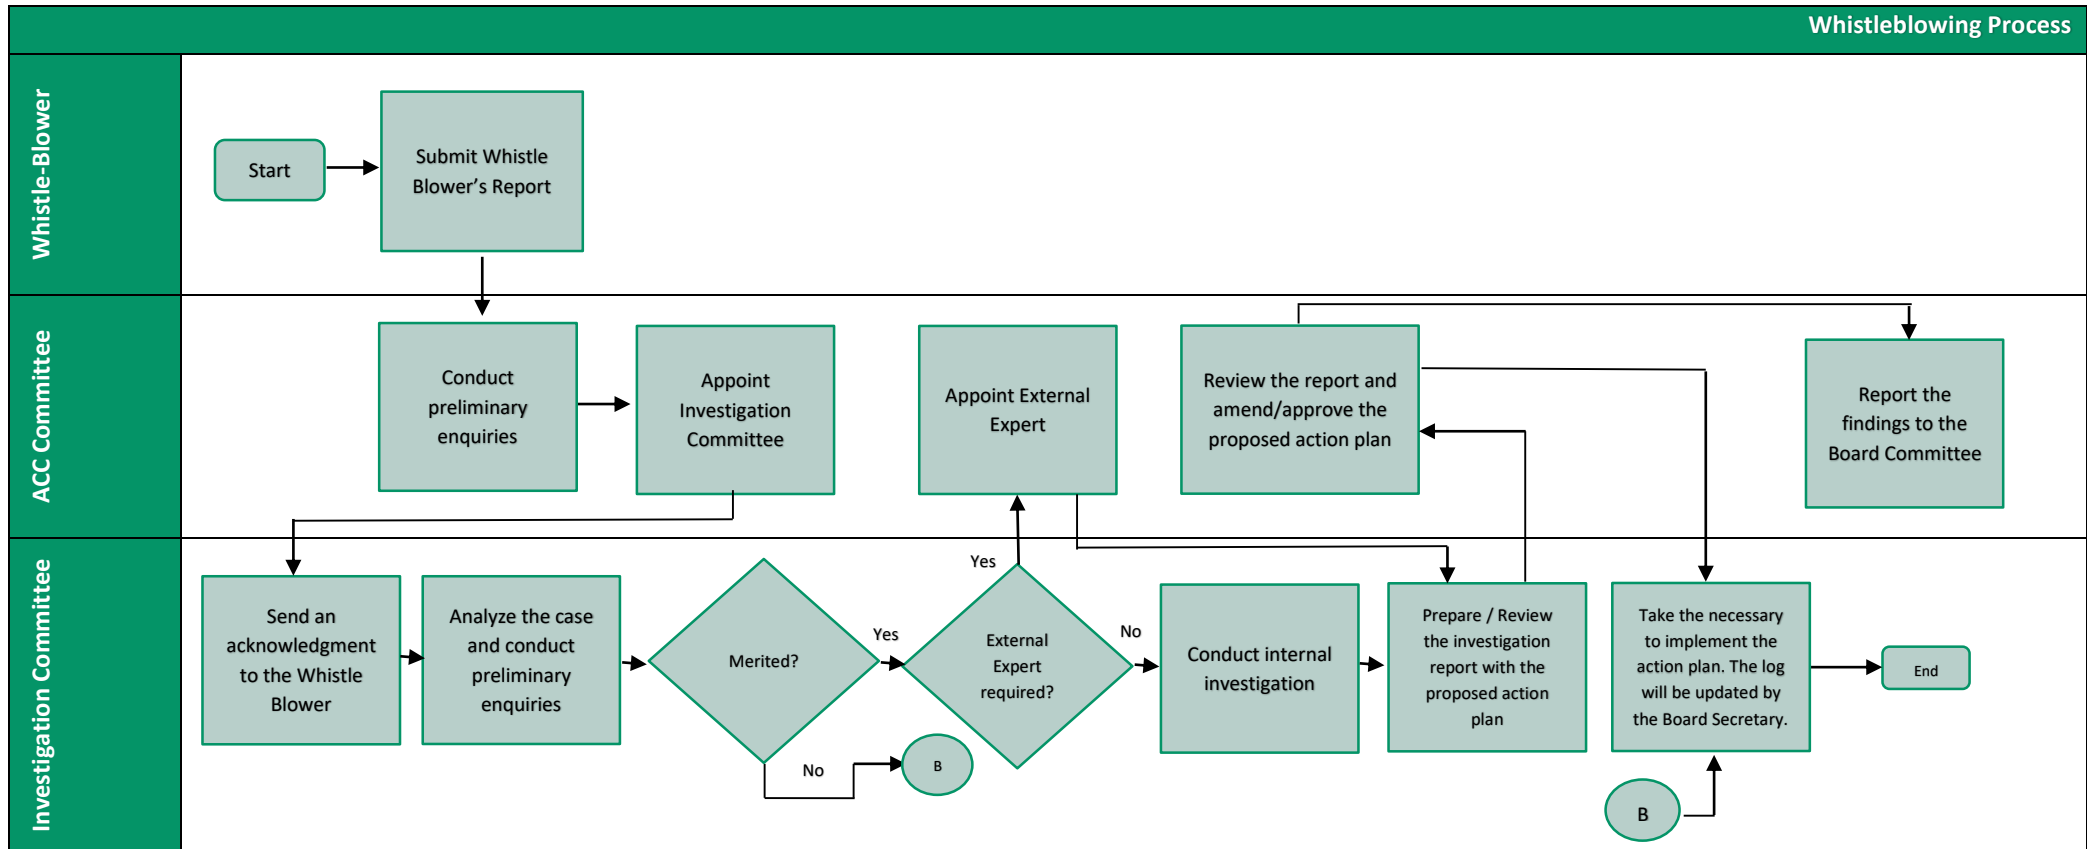 Whistleblowing Process
Whistle-Blower
Start
Submit Whistle
Blower’s Report
ACC Committee
Conduct
preliminary
enquiries
Appoint
Investigation
Committee
Appoint External
Expert
Review the report and
amend/approve the
proposed action plan
Report the
findings to the
Board Committee
Investigation Committee
Send an
acknowledgment
to the Whistle
Blower
Analyze the case
and conduct
preliminary
enquiries
Merited?
Yes
No
B
External
Expert
required?
Yes
No
Conduct internal
investigation
Prepare / Review
the investigation
report with the
proposed action
plan
Take the necessary
to implement the
action plan. The log
will be updated by
the Board Secretary.
B
End